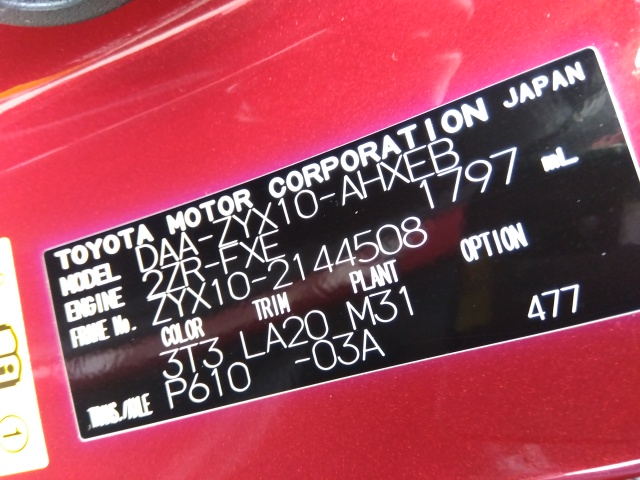 TOYOTA MOTOR CORPORATION JAPAN
MODEL DAA-ZYX10-AHXEB
ENGINE 2ZR-FXE 1797 mL
FRAME No. ZYX10-2144508
COLOR TRIM PLANT OPTION
3T3 LA20 M31 477
TRANS./AXLE P610 -03A
1